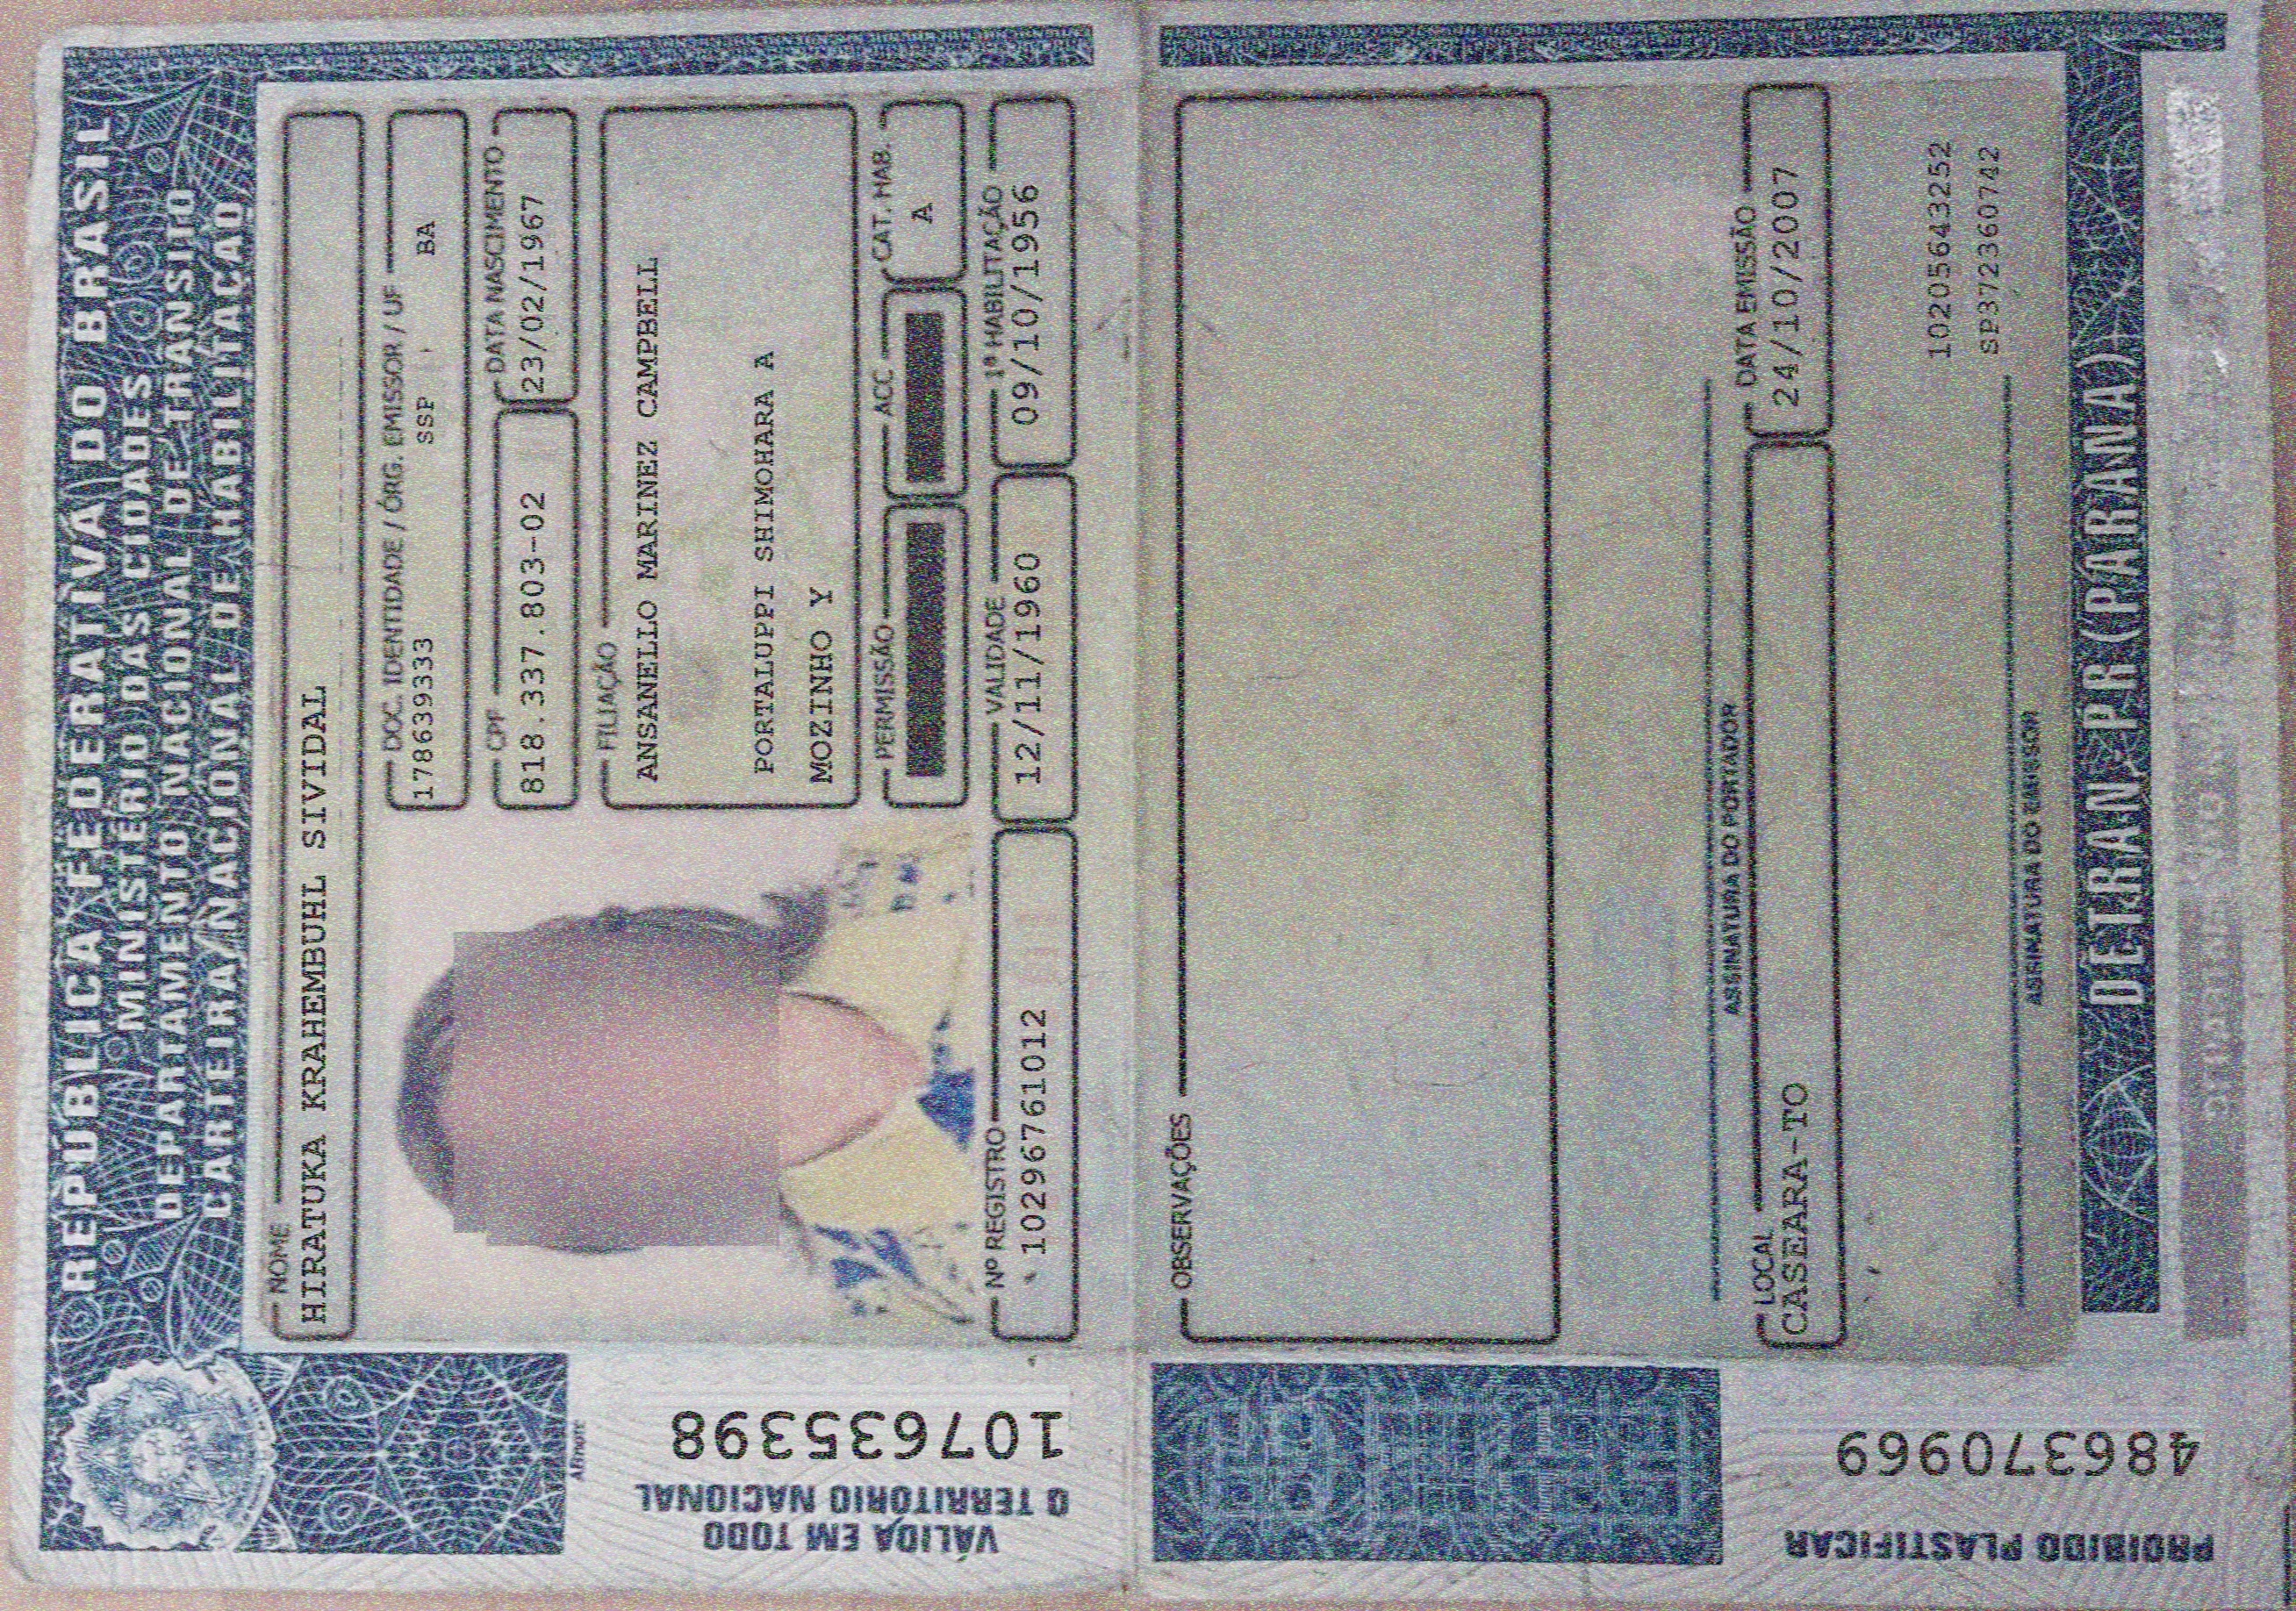 REPÚBLICA FEDERATIVA DO BRASIL
MINISTÉRIO DAS CIDADES
DEPARTAMENTO NACIONAL DE TRÂNSITO
CARTEIRA NACIONAL DE HABILITAÇÃO
NOME
HIRATUKA KRAHEMBUHL SIVIDAL
DOC. IDENTIDADE / ÓRG. EMISSOR / UF
178639333 SSP BA
CPF DATA NASCIMENTO
818.337.803-02 23/02/1967
FILIAÇÃO
ANSANELLO MARINEZ CAMPBELL
PORTALUPPI SHIMOHARA A
MOZINHO Y
PERMISSÃO ACC CAT. HAB.
A
Nº REGISTRO VALIDADE 1ª HABILITAÇÃO
10296761012 12/11/1960 09/10/1956
VÁLIDA EM TODO
O TERRITÓRIO NACIONAL
107635398
OBSERVAÇÕES
ASSINATURA DO PORTADOR
LOCAL DATA EMISSÃO
CASEARA-TO 24/10/2007
10205643252
SP372360742
ASSINATURA DO EMISSOR
DETRAN-PR (PARANÁ)
PROIBIDO PLASTIFICAR
486370969